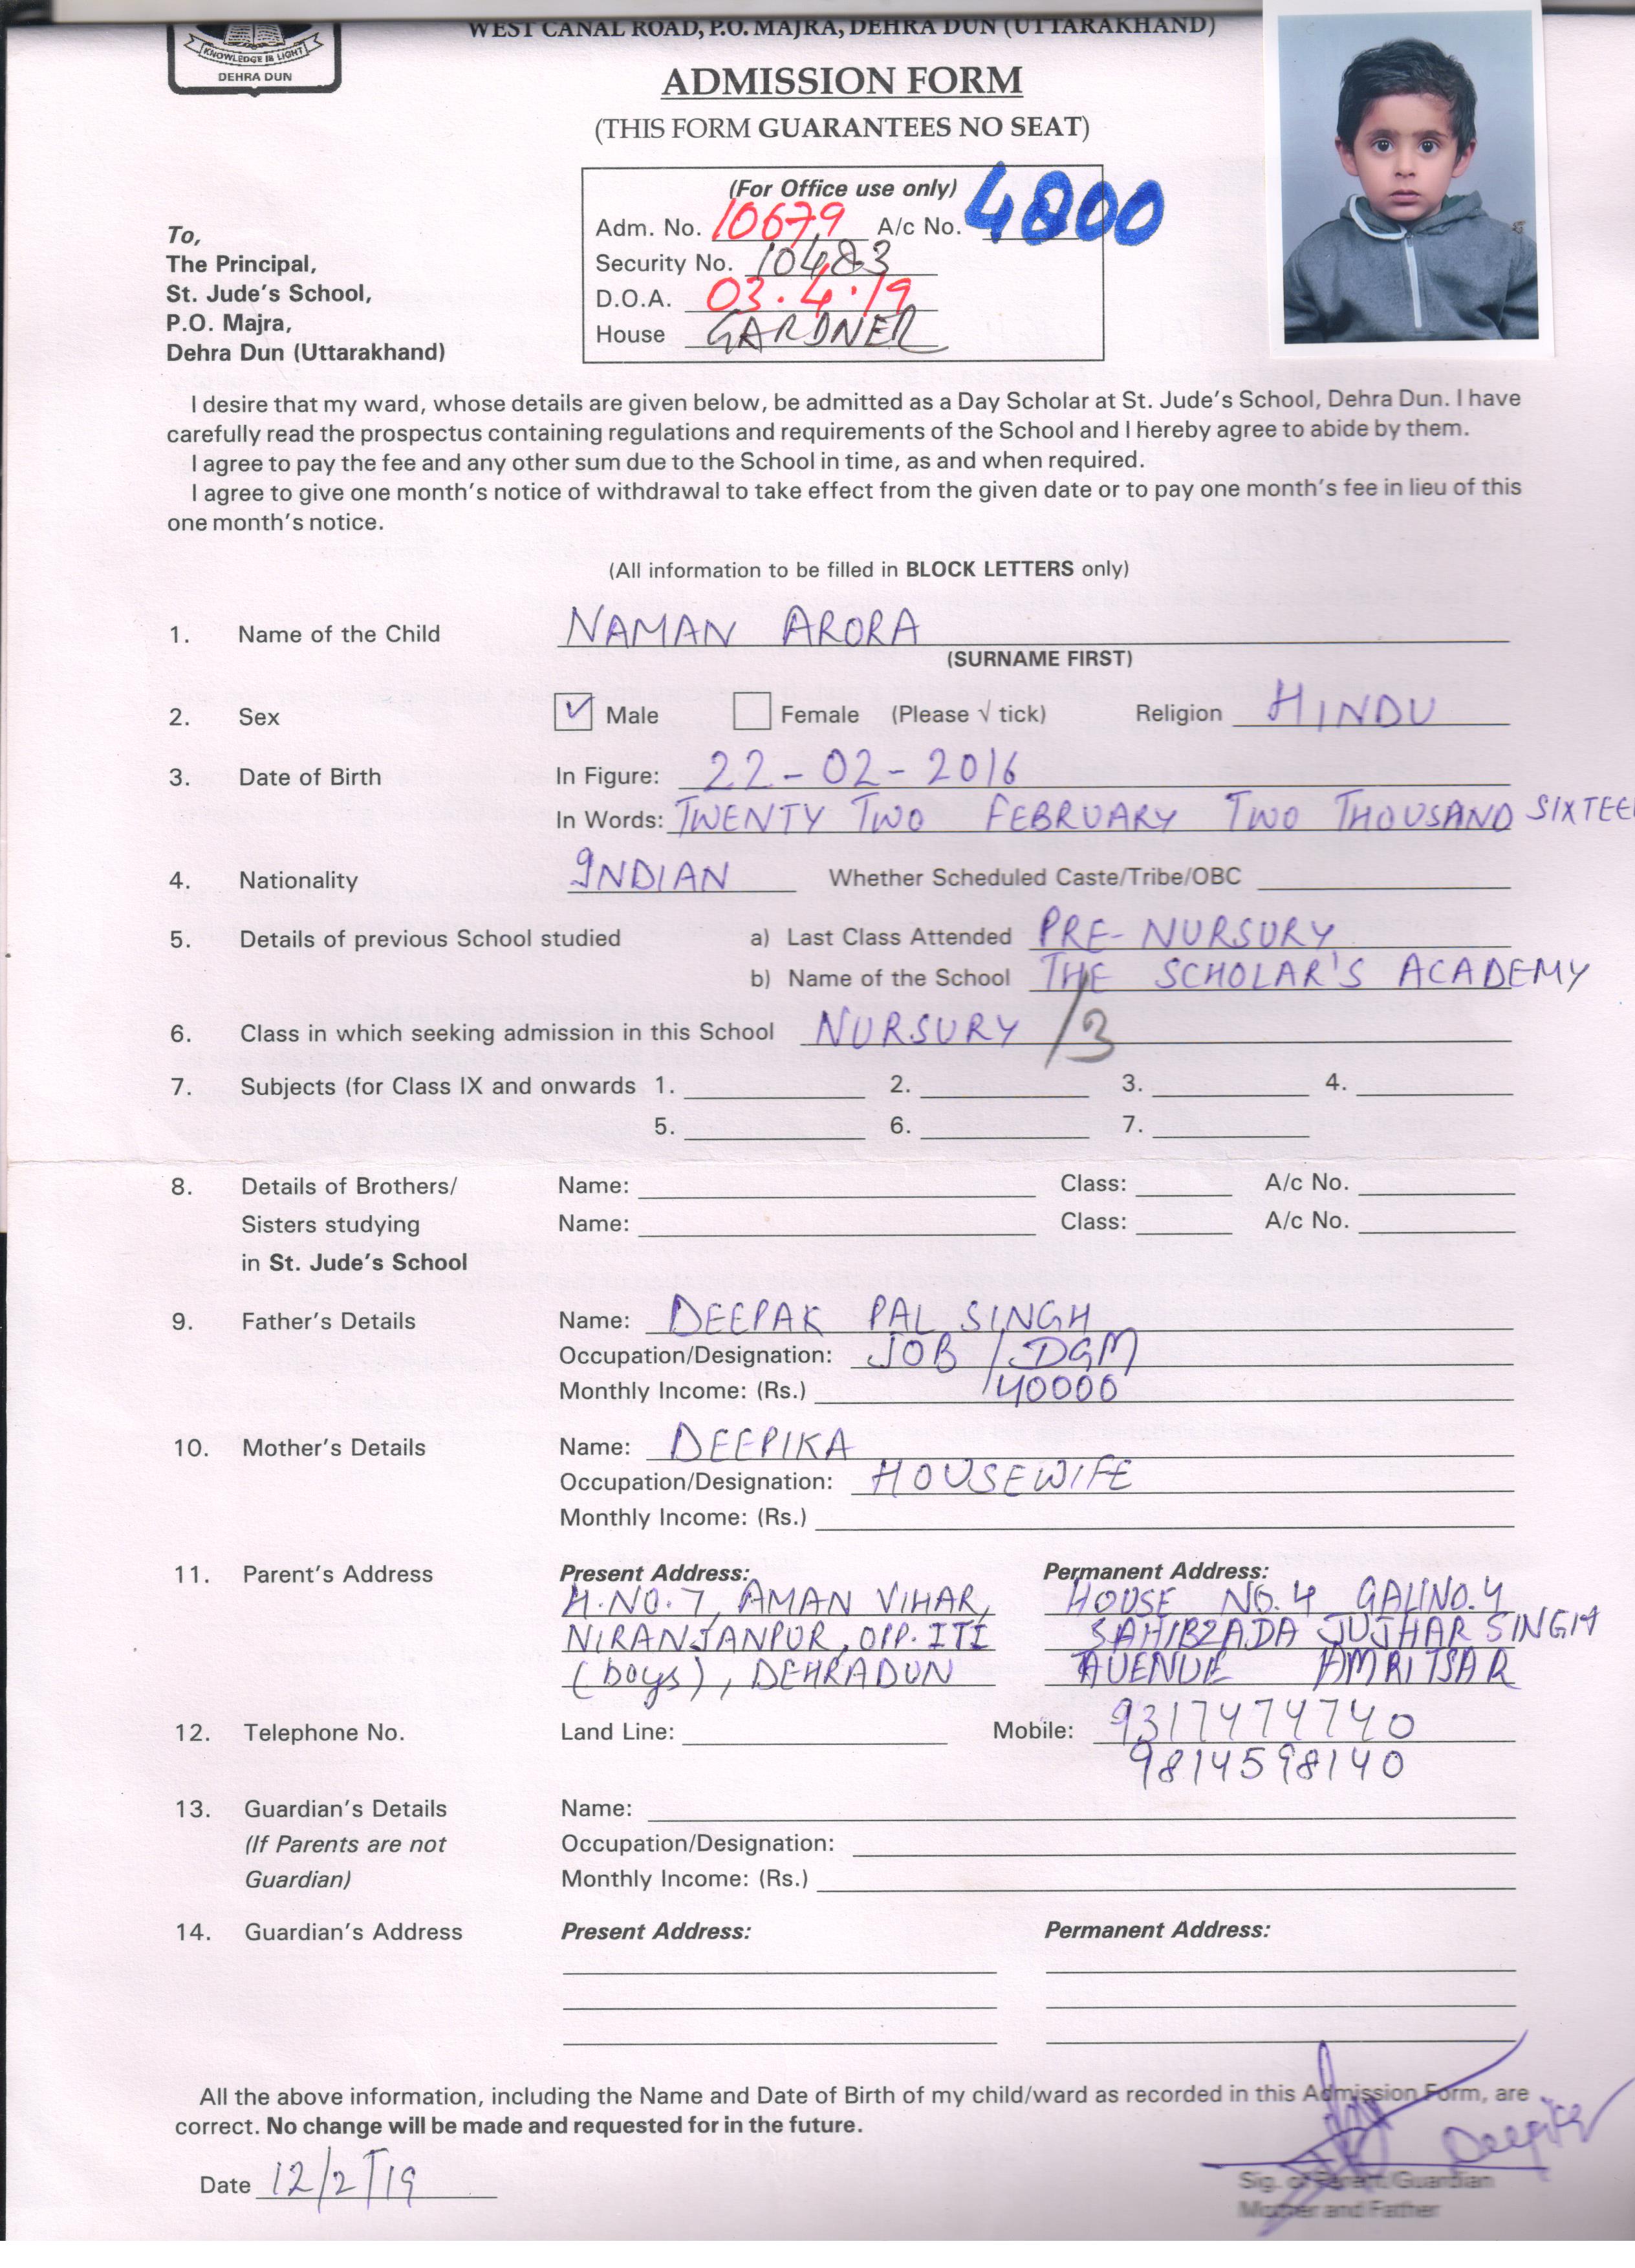 WEST CANAL ROAD, P.O. MAJRA, DEHRA DUN (UTTARAKHAND)
KNOWLEDGE IS LIGHT
DEHRA DUN
ADMISSION FORM
(THIS FORM GUARANTEES NO SEAT)
(For Office use only)
Adm. No. 10679 A/c No. 4800
Security No. 10483
D.O.A. 03.4.19
House GARDNER
To,
The Principal,
St. Jude's School,
P.O. Majra,
Dehra Dun (Uttarakhand)
I desire that my ward, whose details are given below, be admitted as a Day Scholar at St. Jude's School, Dehra Dun. I have
carefully read the prospectus containing regulations and requirements of the School and I hereby agree to abide by them.
I agree to pay the fee and any other sum due to the School in time, as and when required.
I agree to give one month's notice of withdrawal to take effect from the given date or to pay one month's fee in lieu of this
one month's notice.
(All information to be filled in BLOCK LETTERS only)
1. Name of the Child NAMAN ARORA
(SURNAME FIRST)
2. Sex Male Female (Please √ tick) Religion HINDU
3. Date of Birth In Figure: 22-02-2016
In Words: TWENTY TWO FEBRUARY TWO THOUSAND SIXTEE
4. Nationality INDIAN Whether Scheduled Caste/Tribe/OBC
5. Details of previous School studied a) Last Class Attended PRE-NURSURY
b) Name of the School THE SCHOLAR'S ACADEMY
6. Class in which seeking admission in this School NURSURY /3
7. Subjects (for Class IX and onwards 1. 2. 3. 4.
5. 6. 7.
8. Details of Brothers/ Name: Class: A/c No.
Sisters studying Name: Class: A/c No.
in St. Jude's School
9. Father's Details Name: DEEPAK PAL SINGH
Occupation/Designation: JOB / DGM
Monthly Income: (Rs.) 140000
10. Mother's Details Name: DEEPIKA
Occupation/Designation: HOUSEWIFE
Monthly Income: (Rs.)
11. Parent's Address Present Address: Permanent Address:
H.NO.7, AMAN VIHAR, HOUSE NO.4 GALINO.4
NIRANJANPUR, OPP. ITI SAHIBZADA JUJHAR SINGH
(boys), DEHRADUN AVENUE AMRITSAR
12. Telephone No. Land Line: Mobile: 9317474740
9814598140
13. Guardian's Details Name:
(If Parents are not Occupation/Designation:
Guardian) Monthly Income: (Rs.)
14. Guardian's Address Present Address: Permanent Address:
All the above information, including the Name and Date of Birth of my child/ward as recorded in this Admission Form, are
correct. No change will be made and requested for in the future.
Deepika
Date 12/2/19
Sig. of Parent/Guardian
Mother and Father